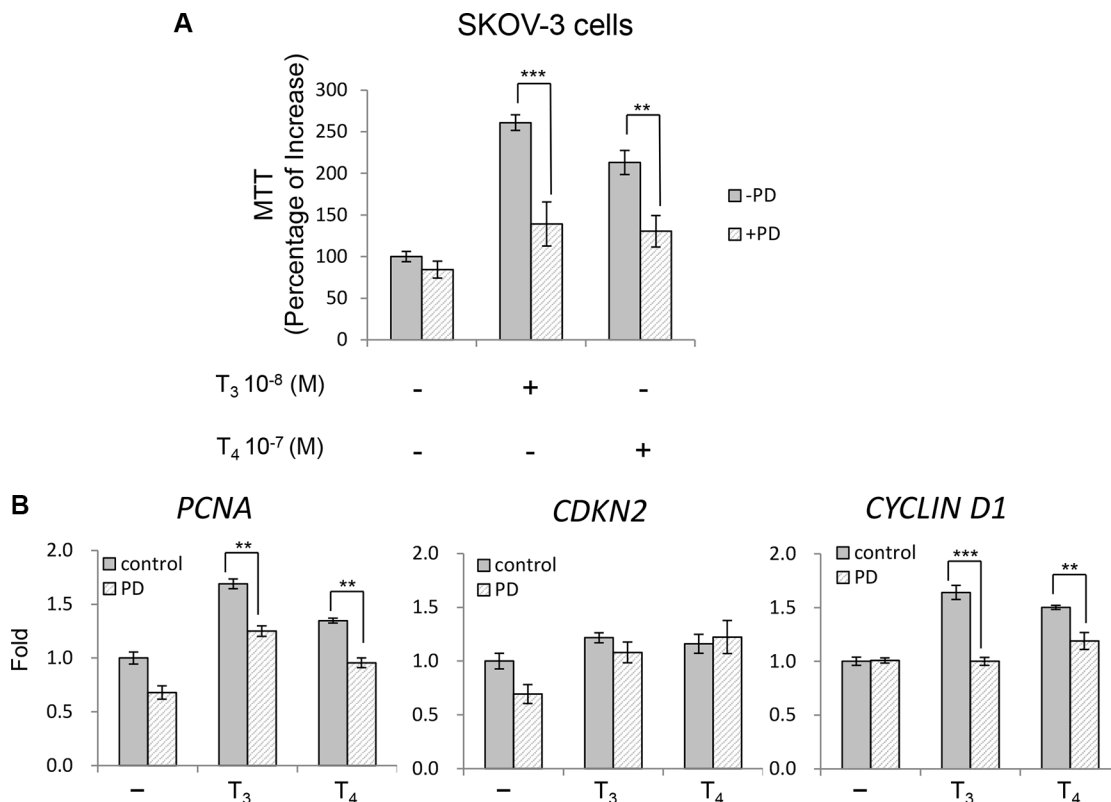 A
SKOV-3 cells
MTT
(Percentage of Increase)
300
250
200
150
100
50
0
***
**
-PD
+PD
T3 10-8 (M) - + -
T4 10-7 (M) - - +
B
PCNA
Fold
2.0
1.5
1.0
0.5
0.0
control
PD
**
**
– T3 T4
CDKN2
2.0
1.5
1.0
0.5
0.0
control
PD
– T3 T4
CYCLIN D1
2.0
1.5
1.0
0.5
0.0
control
PD
***
**
– T3 T4